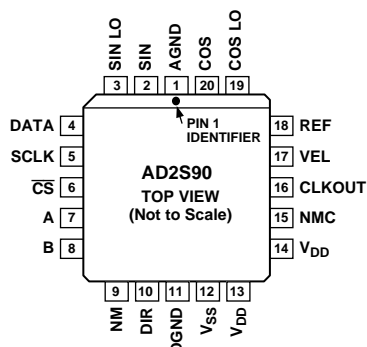 SIN LO
SIN
AGND
COS
COS LO
3 2 1 20 19
DATA 4
SCLK 5
CS 6
A 7
B 8
PIN 1
IDENTIFIER
AD2S90
TOP VIEW
(Not to Scale)
18 REF
17 VEL
16 CLKOUT
15 NMC
14 VDD
9 10 11 12 13
NM
DIR
DGND
VSS
VDD